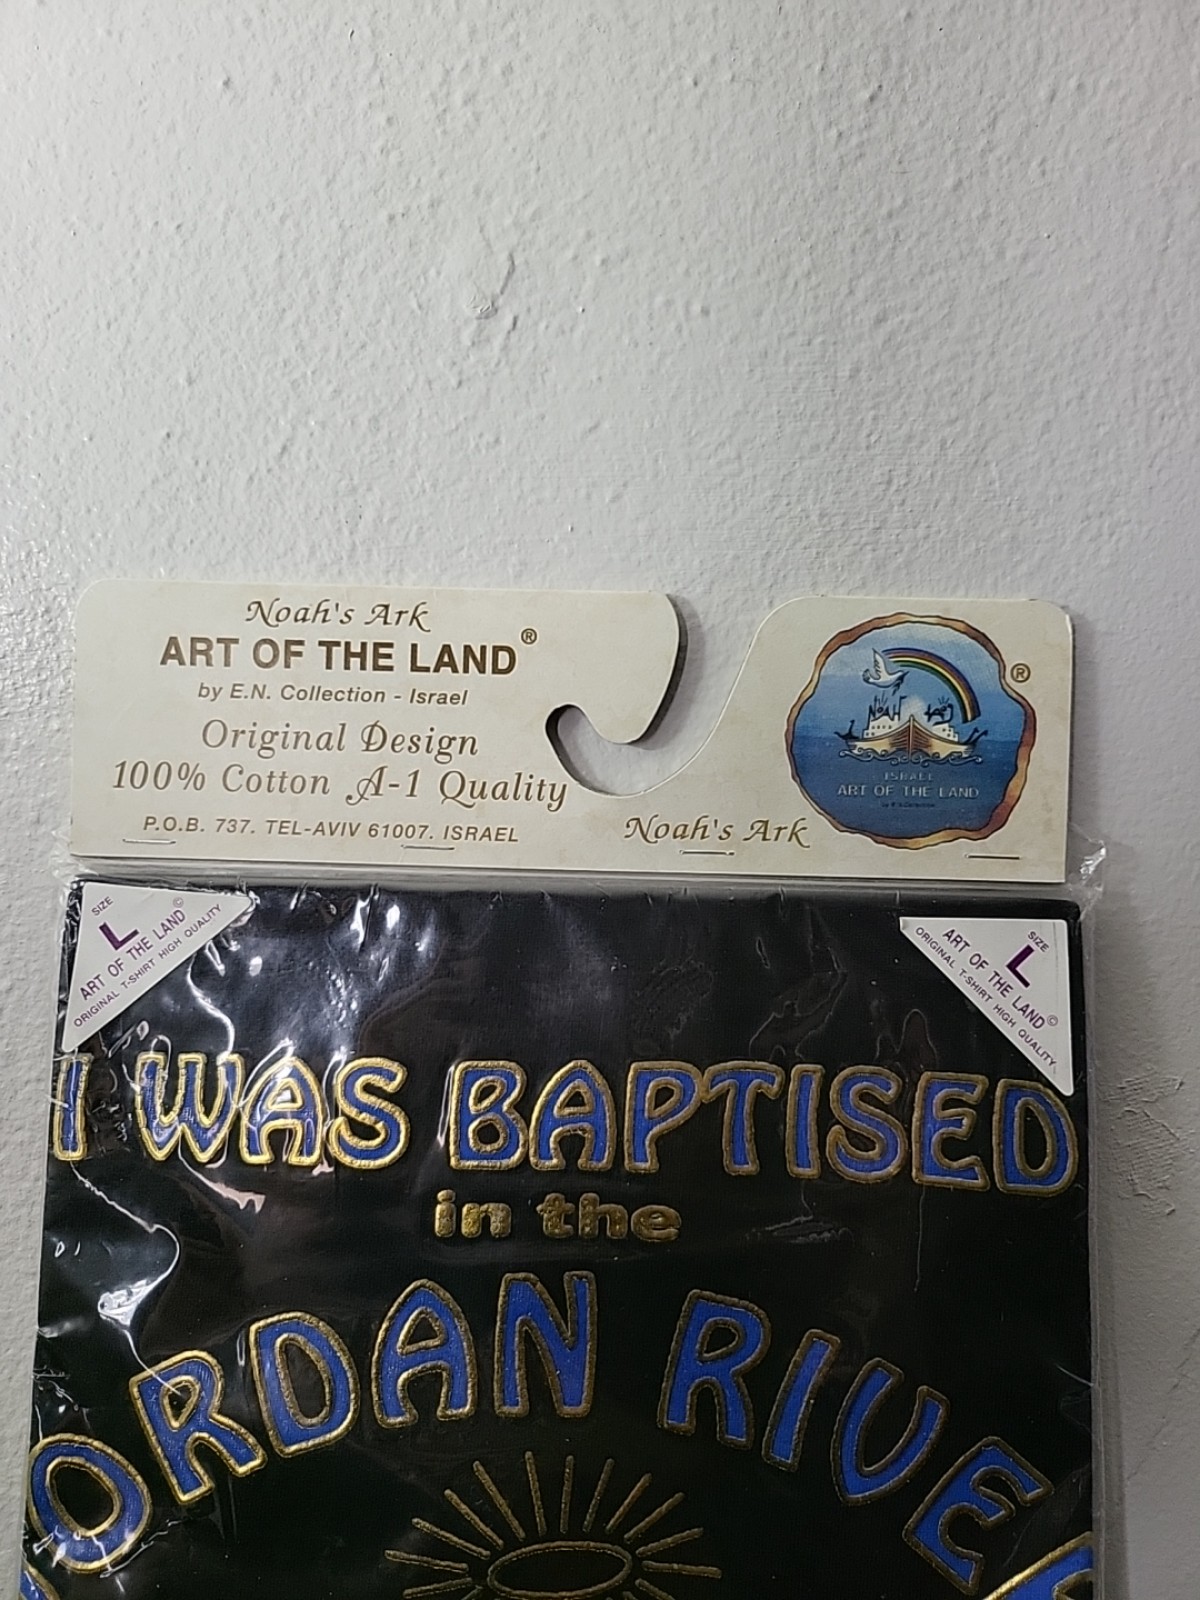 Noah's Ark
ART OF THE LAND®
by E.N. Collection - Israel
Original Design
100% Cotton A-1 Quality
P.O.B. 737. TEL-AVIV 61007. ISRAEL
Noah's Ark
®
NOAH
ISRAEL
ART OF THE LAND
SIZE
L
ART OF THE LAND©
ORIGINAL T-SHIRT HIGH QUALITY
SIZE
L
ART OF THE LAND©
ORIGINAL T-SHIRT HIGH QUALITY
I WAS BAPTISED
in the
ORDAN RIVE